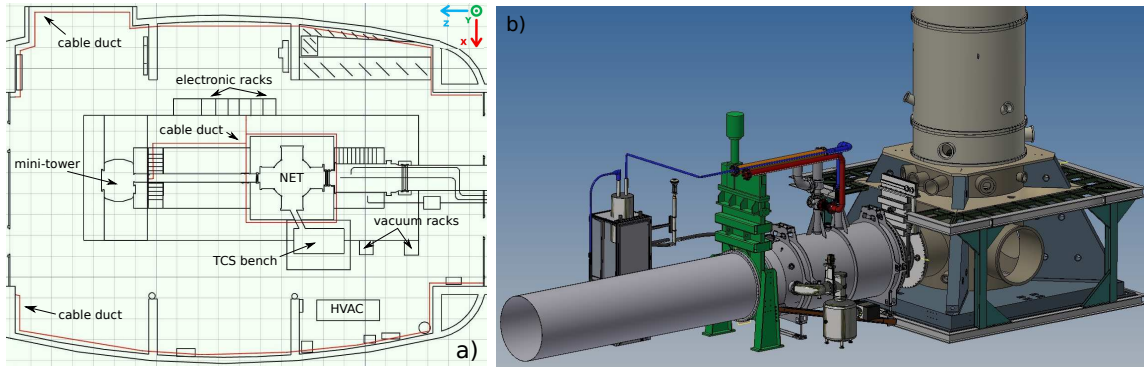 cable duct
Z
Y
X
b)
electronic racks
cable duct
mini-tower
NET
vacuum racks
TCS bench
cable duct
HVAC
a)